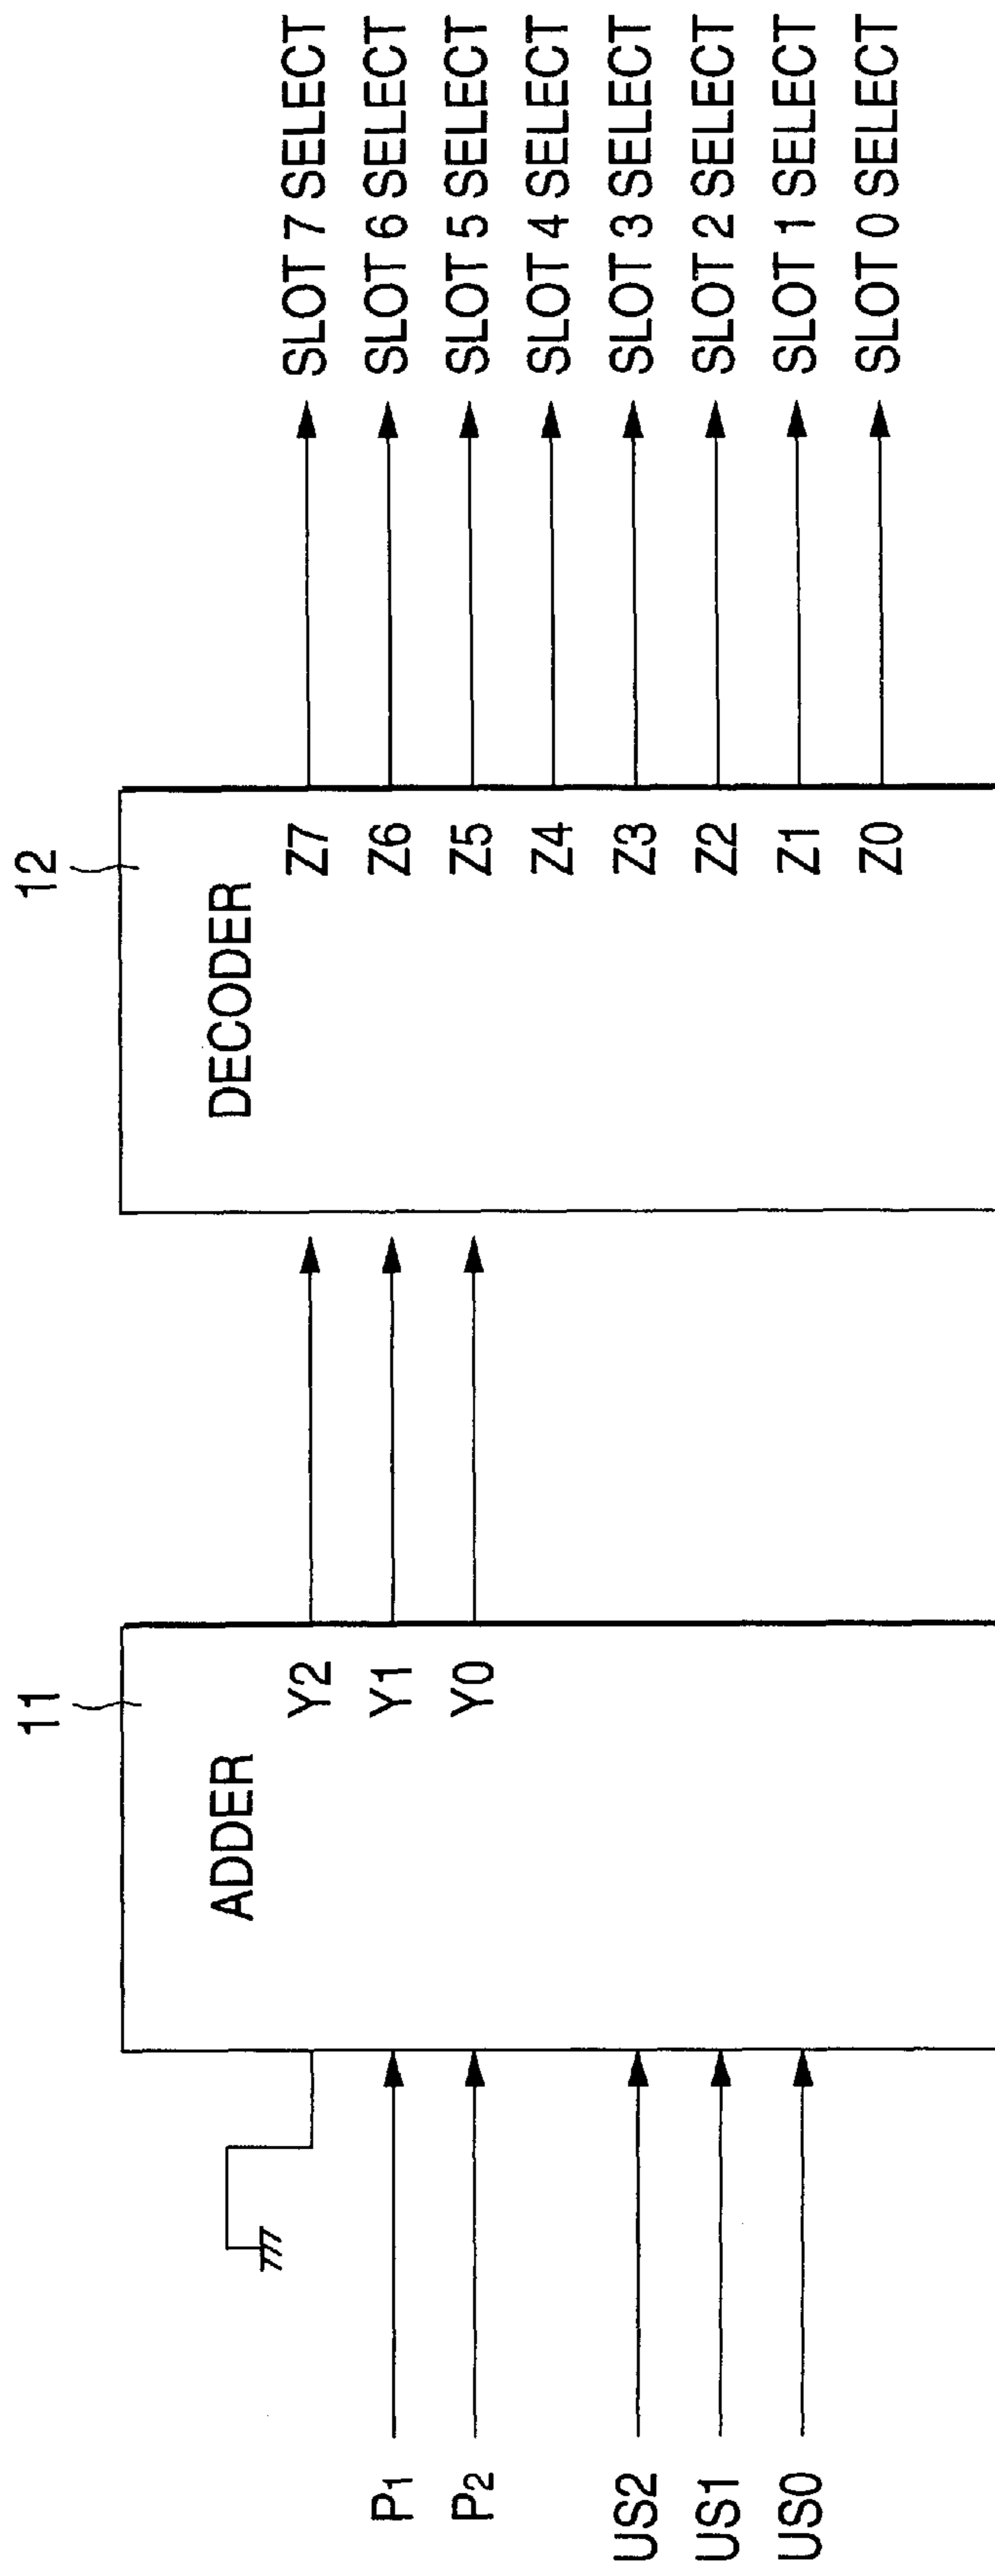 11
ADDER
P1
P2
US2
US1
US0
Y2
Y1
Y0
12
DECODER
Z7
Z6
Z5
Z4
Z3
Z2
Z1
Z0
SLOT 7 SELECT
SLOT 6 SELECT
SLOT 5 SELECT
SLOT 4 SELECT
SLOT 3 SELECT
SLOT 2 SELECT
SLOT 1 SELECT
SLOT 0 SELECT